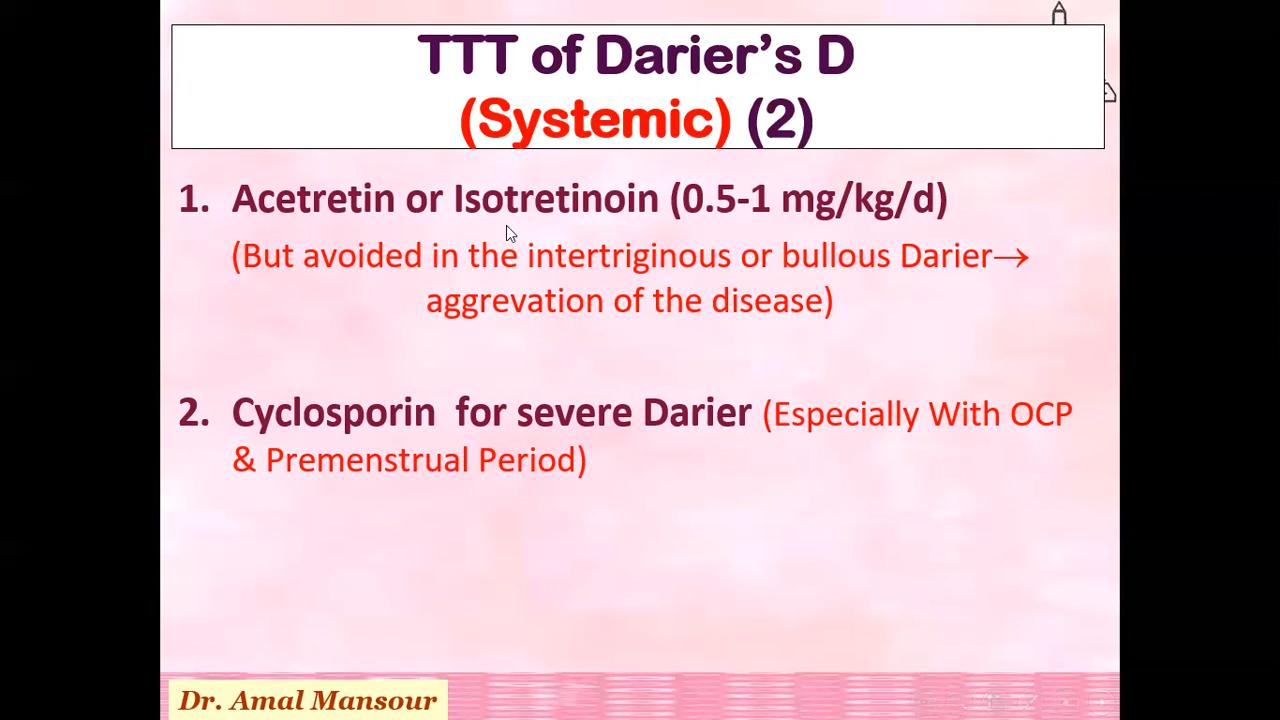 TTT of Darier’s D
(Systemic) (2)
1. Acetretin or Isotretinoin (0.5-1 mg/kg/d)
(But avoided in the intertriginous or bullous Darier→
aggrevation of the disease)
2. Cyclosporin for severe Darier (Especially With OCP
& Premenstrual Period)
Dr. Amal Mansour